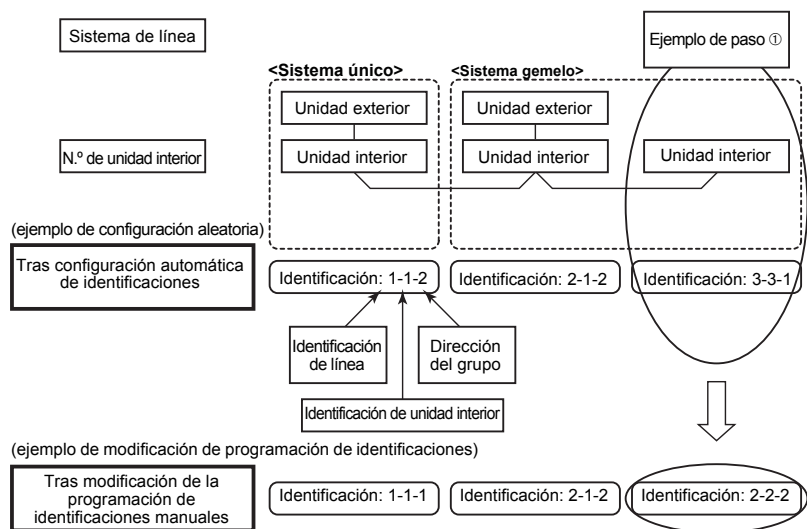 Sistema de línea
Ejemplo de paso ①
<Sistema único>
<Sistema gemelo>
Unidad exterior
Unidad exterior
N.º de unidad interior
Unidad interior
Unidad interior
Unidad interior
(ejemplo de configuración aleatoria)
Tras configuración automática
de identificaciones
Identificación: 1-1-2
Identificación: 2-1-2
Identificación: 3-3-1
Identificación
de línea
Dirección
del grupo
Identificación de unidad interior
(ejemplo de modificación de programación de identificaciones)
Tras modificación de la
programación de
identificaciones manuales
Identificación: 1-1-1
Identificación: 2-1-2
Identificación: 2-2-2